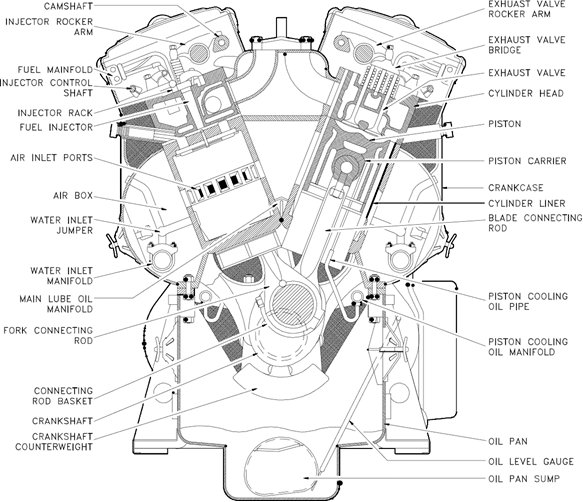 CAMSHAFT
INJECTOR ROCKER
ARM
FUEL MAINFOLD
INJECTOR CONTROL
SHAFT
INJECTOR RACK
FUEL INJECTOR
AIR INLET PORTS
AIR BOX
WATER INLET
JUMPER
WATER INLET
MANIFOLD
MAIN LUBE OIL
MANIFOLD
FORK CONNECTING
ROD
CONNECTING
ROD BASKET
CRANKSHAFT
CRANKSHAFT
COUNTERWEIGHT
EXHUAST VALVE
ROCKER ARM
EXHAUST VALVE
BRIDGE
EXHAUST VALVE
CYLINDER HEAD
PISTON
PISTON CARRIER
CRANKCASE
CYLINDER LINER
BLADE CONNECTING
ROD
PISTON COOLING
OIL PIPE
PISTON COOLING
OIL MANIFOLD
OIL PAN
OIL LEVEL GAUGE
OIL PAN SUMP